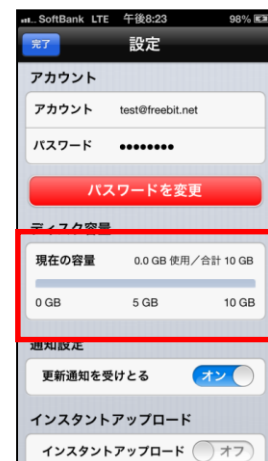 SoftBank LTE 午後8:23 98%
完了 設定
アカウント
アカウント test@freebit.net
パスワード ●●●●●●●●
パスワードを変更
ディスク容量
現在の容量 0.0 GB 使用／合計 10 GB
0 GB 5 GB 10 GB
通知設定
更新通知を受けとる オン
インスタントアップロード
インスタントアップロード オフ